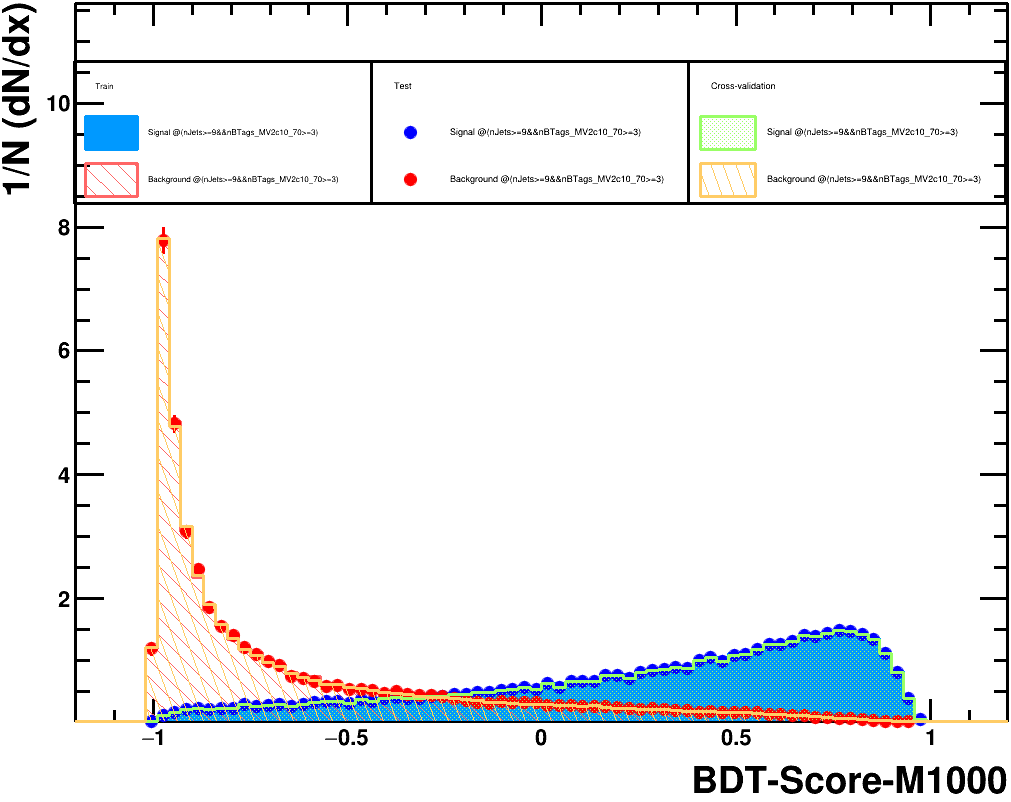 1/N (dN/dx)
10
8
6
4
2
Train
Signal @(nJets>=9&&nBTags_MV2c10_70>=3)
Background @(nJets>=9&&nBTags_MV2c10_70>=3)
Test
Signal @(nJets>=9&&nBTags_MV2c10_70>=3)
Background @(nJets>=9&&nBTags_MV2c10_70>=3)
Cross-validation
Signal @(nJets>=9&&nBTags_MV2c10_70>=3)
Background @(nJets>=9&&nBTags_MV2c10_70>=3)
−1 −0.5 0 0.5 1
BDT-Score-M1000